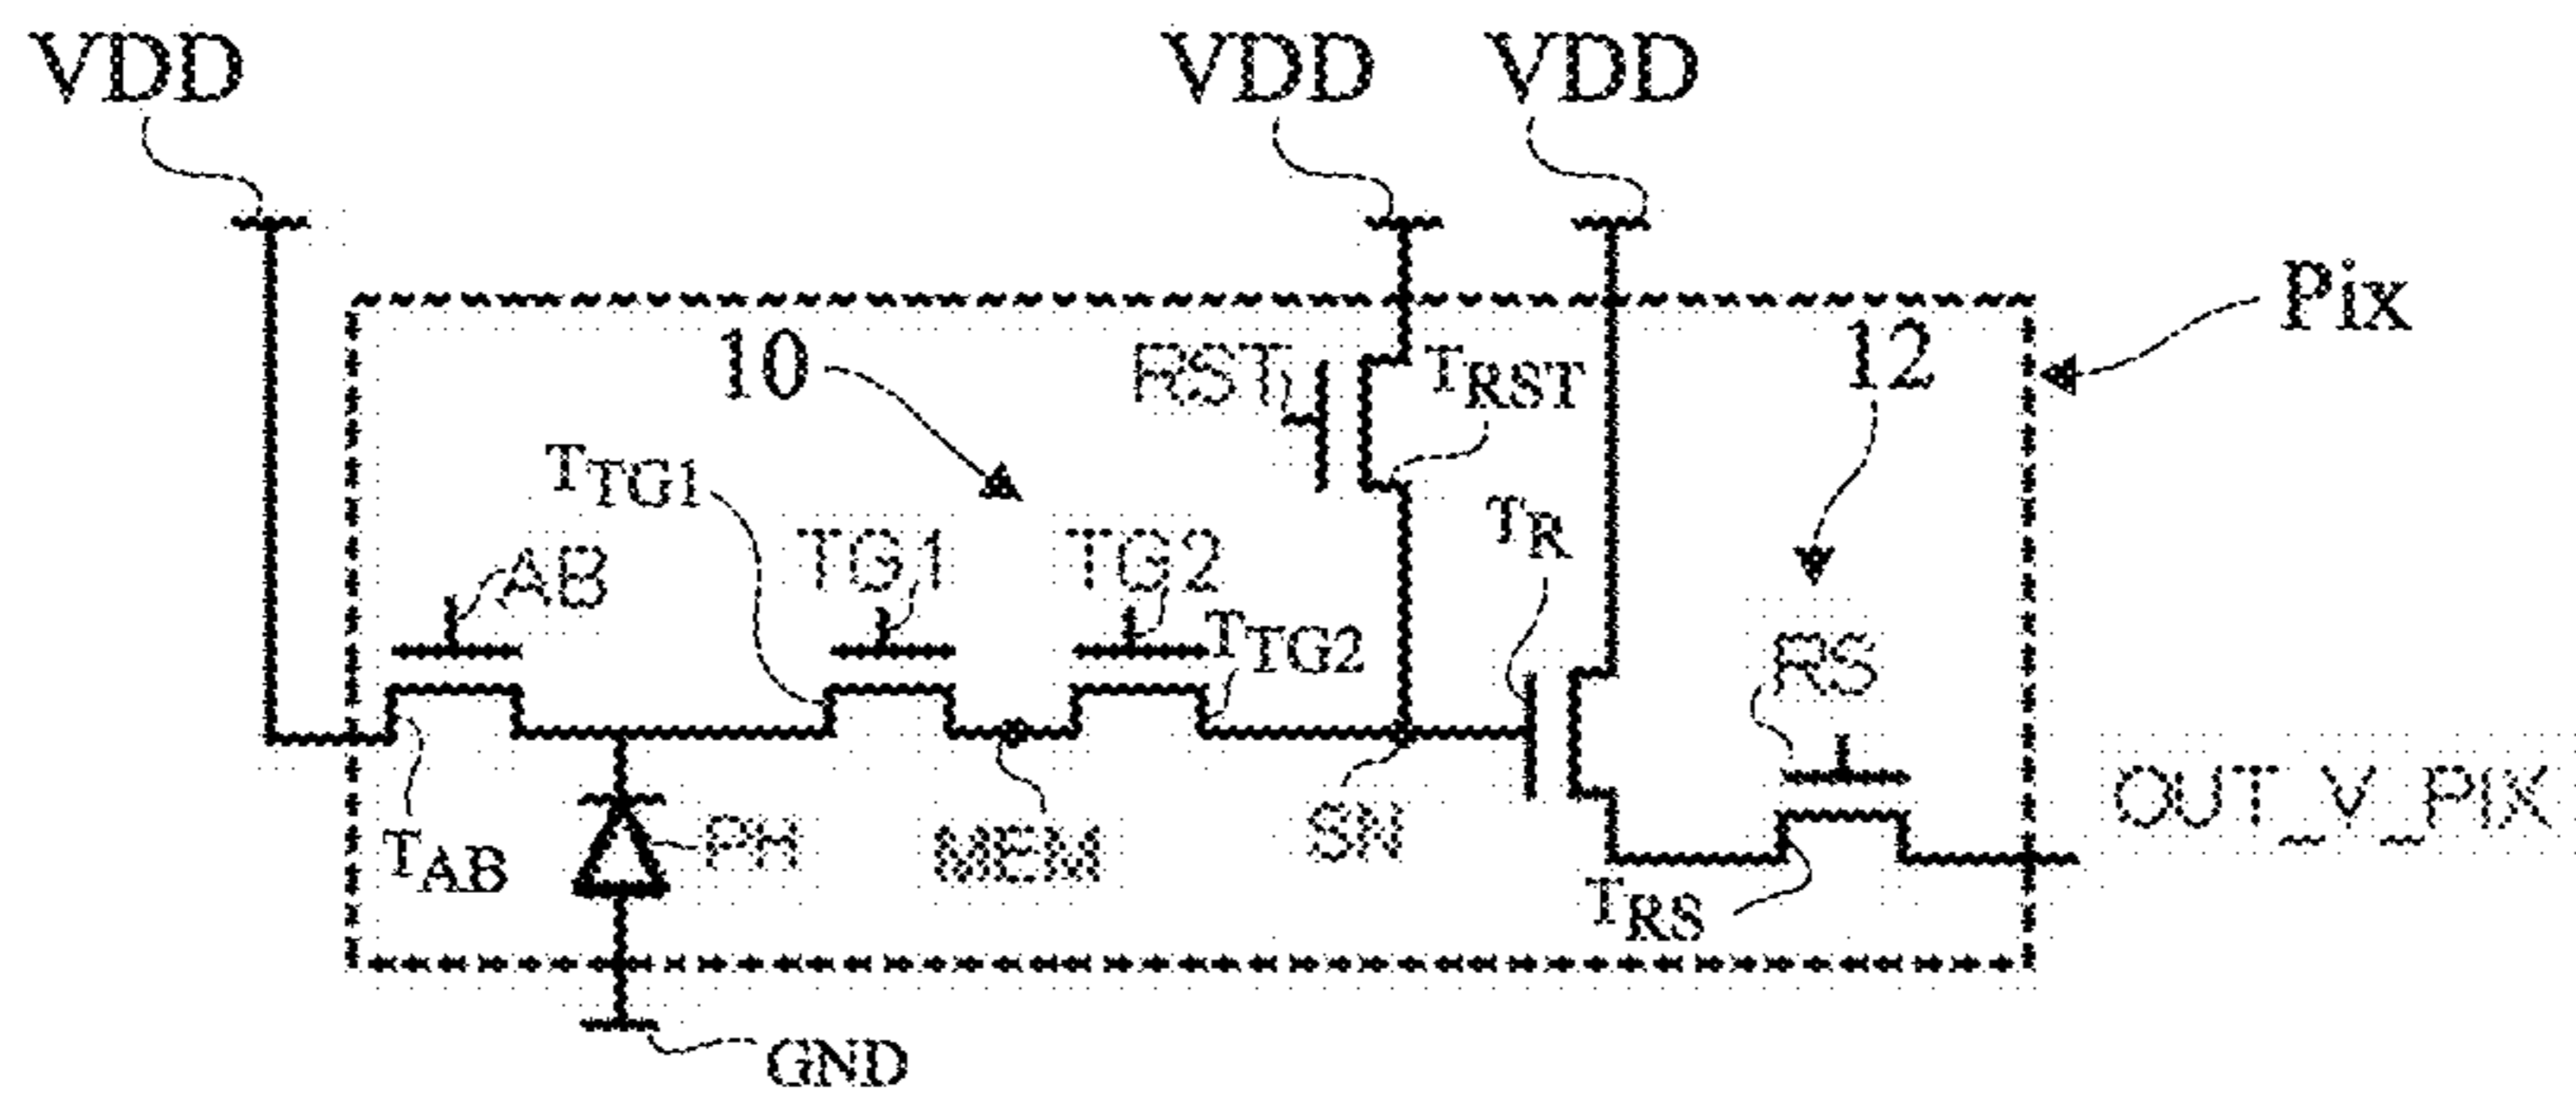 VDD VDD VDD
Pix
10 RST TRST 12
TTG1 TR
AB TG1 TG2
TTG2 RS
OUT_V_PIX
TAB PH MEM SN
TRS
GND